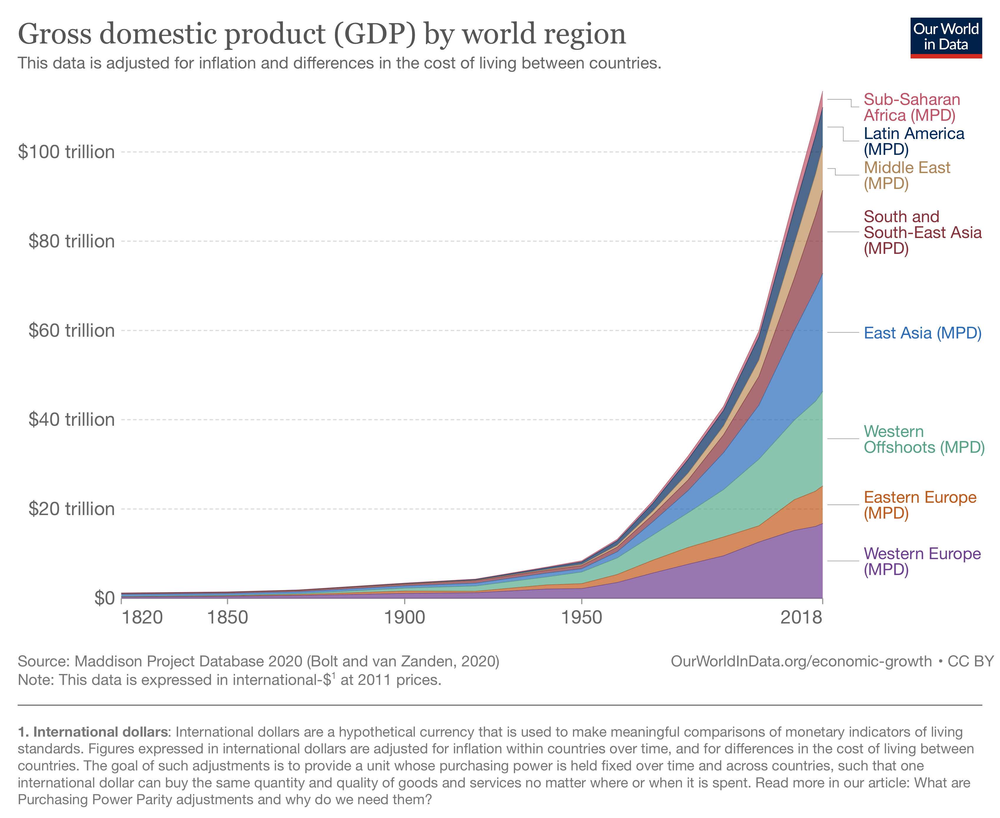 Gross domestic product (GDP) by world region
This data is adjusted for inflation and differences in the cost of living between countries.
Our World
in Data
Sub-Saharan
Africa (MPD)
Latin America
(MPD)
Middle East
(MPD)
South and
South-East Asia
(MPD)
East Asia (MPD)
Western
Offshoots (MPD)
Eastern Europe
(MPD)
Western Europe
(MPD)
$100 trillion
$80 trillion
$60 trillion
$40 trillion
$20 trillion
$0
1820 1850 1900 1950 2018
Source: Maddison Project Database 2020 (Bolt and van Zanden, 2020)
OurWorldInData.org/economic-growth • CC BY
Note: This data is expressed in international-$¹ at 2011 prices.
1. International dollars: International dollars are a hypothetical currency that is used to make meaningful comparisons of monetary indicators of living
standards. Figures expressed in international dollars are adjusted for inflation within countries over time, and for differences in the cost of living between
countries. The goal of such adjustments is to provide a unit whose purchasing power is held fixed over time and across countries, such that one
international dollar can buy the same quantity and quality of goods and services no matter where or when it is spent. Read more in our article: What are
Purchasing Power Parity adjustments and why do we need them?